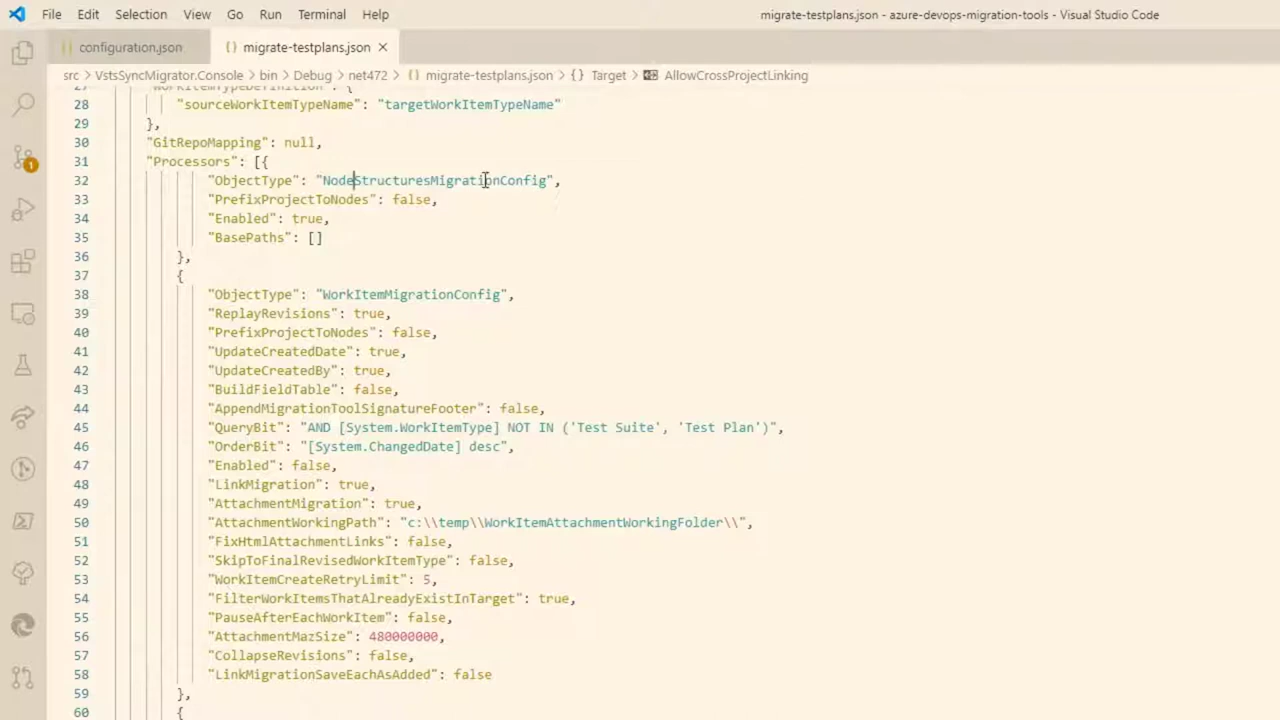 File Edit Selection View Go Run Terminal Help
migrate-testplans.json - azure-devops-migration-tools - Visual Studio Code
{} configuration.json
{} migrate-testplans.json ×
src > VstsSyncMigrator.Console > bin > Debug > net472 > {} migrate-testplans.json > {} Target > AllowCrossProjectLinking
27 "WorkItemTypeDefinition": {
28 "sourceWorkItemTypeName": "targetWorkItemTypeName"
29 },
30 "GitRepoMapping": null,
31 "Processors": [{
32 "ObjectType": "NodeStructuresMigrationConfig",
33 "PrefixProjectToNodes": false,
34 "Enabled": true,
35 "BasePaths": []
36 },
37 {
38 "ObjectType": "WorkItemMigrationConfig",
39 "ReplayRevisions": true,
40 "PrefixProjectToNodes": false,
41 "UpdateCreatedDate": true,
42 "UpdateCreatedBy": true,
43 "BuildFieldTable": false,
44 "AppendMigrationToolSignatureFooter": false,
45 "QueryBit": "AND [System.WorkItemType] NOT IN ('Test Suite', 'Test Plan')",
46 "OrderBit": "[System.ChangedDate] desc",
47 "Enabled": false,
48 "LinkMigration": true,
49 "AttachmentMigration": true,
50 "AttachmentWorkingPath": "c:\\temp\\WorkItemAttachmentWorkingFolder\\",
51 "FixHtmlAttachmentLinks": false,
52 "SkipToFinalRevisedWorkItemType": false,
53 "WorkItemCreateRetryLimit": 5,
54 "FilterWorkItemsThatAlreadyExistInTarget": true,
55 "PauseAfterEachWorkItem": false,
56 "AttachmentMazSize": 480000000,
57 "CollapseRevisions": false,
58 "LinkMigrationSaveEachAsAdded": false
59 },
60 {
1